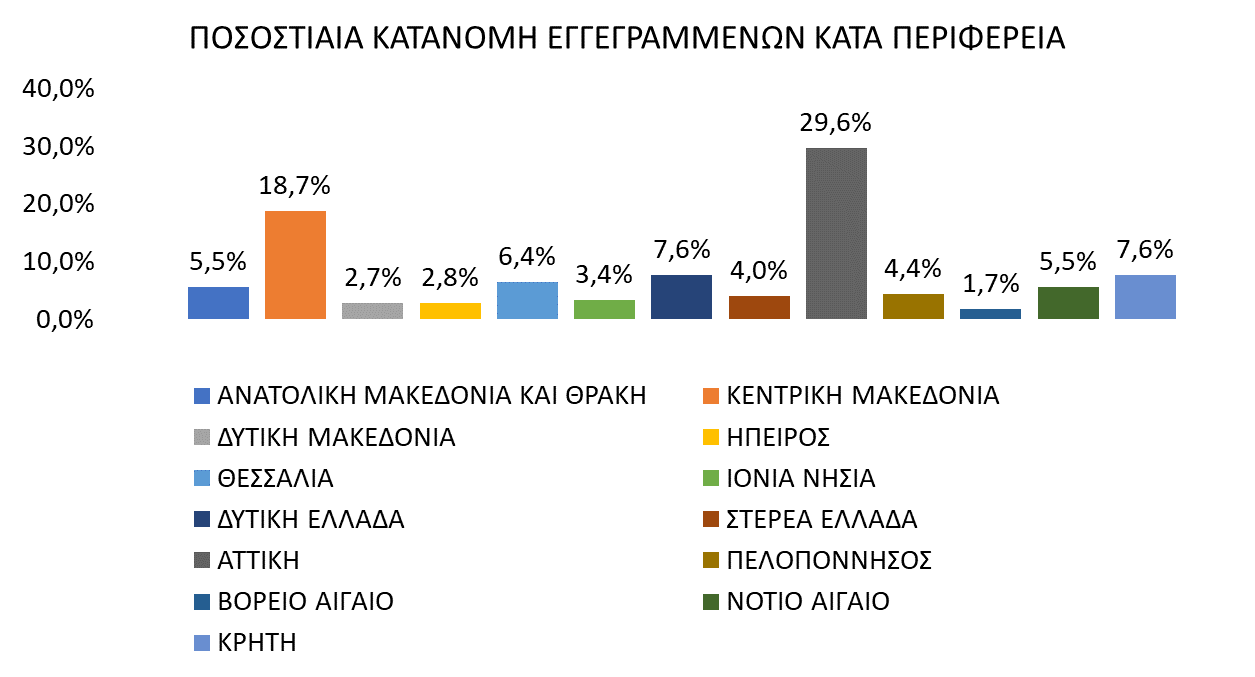 ΠΟΣΟΣΤΙΑΙΑ ΚΑΤΑΝΟΜΗ ΕΓΓΕΓΡΑΜΜΕΝΩΝ ΚΑΤΑ ΠΕΡΙΦΕΡΕΙΑ
40,0%
30,0%
20,0%
10,0%
0,0%
5,5%
18,7%
2,7%
2,8%
6,4%
3,4%
7,6%
4,0%
29,6%
4,4%
1,7%
5,5%
7,6%
ΑΝΑΤΟΛΙΚΗ ΜΑΚΕΔΟΝΙΑ ΚΑΙ ΘΡΑΚΗ
ΚΕΝΤΡΙΚΗ ΜΑΚΕΔΟΝΙΑ
ΔΥΤΙΚΗ ΜΑΚΕΔΟΝΙΑ
ΗΠΕΙΡΟΣ
ΘΕΣΣΑΛΙΑ
ΙΟΝΙΑ ΝΗΣΙΑ
ΔΥΤΙΚΗ ΕΛΛΑΔΑ
ΣΤΕΡΕΑ ΕΛΛΑΔΑ
ΑΤΤΙΚΗ
ΠΕΛΟΠΟΝΝΗΣΟΣ
ΒΟΡΕΙΟ ΑΙΓΑΙΟ
ΝΟΤΙΟ ΑΙΓΑΙΟ
ΚΡΗΤΗ